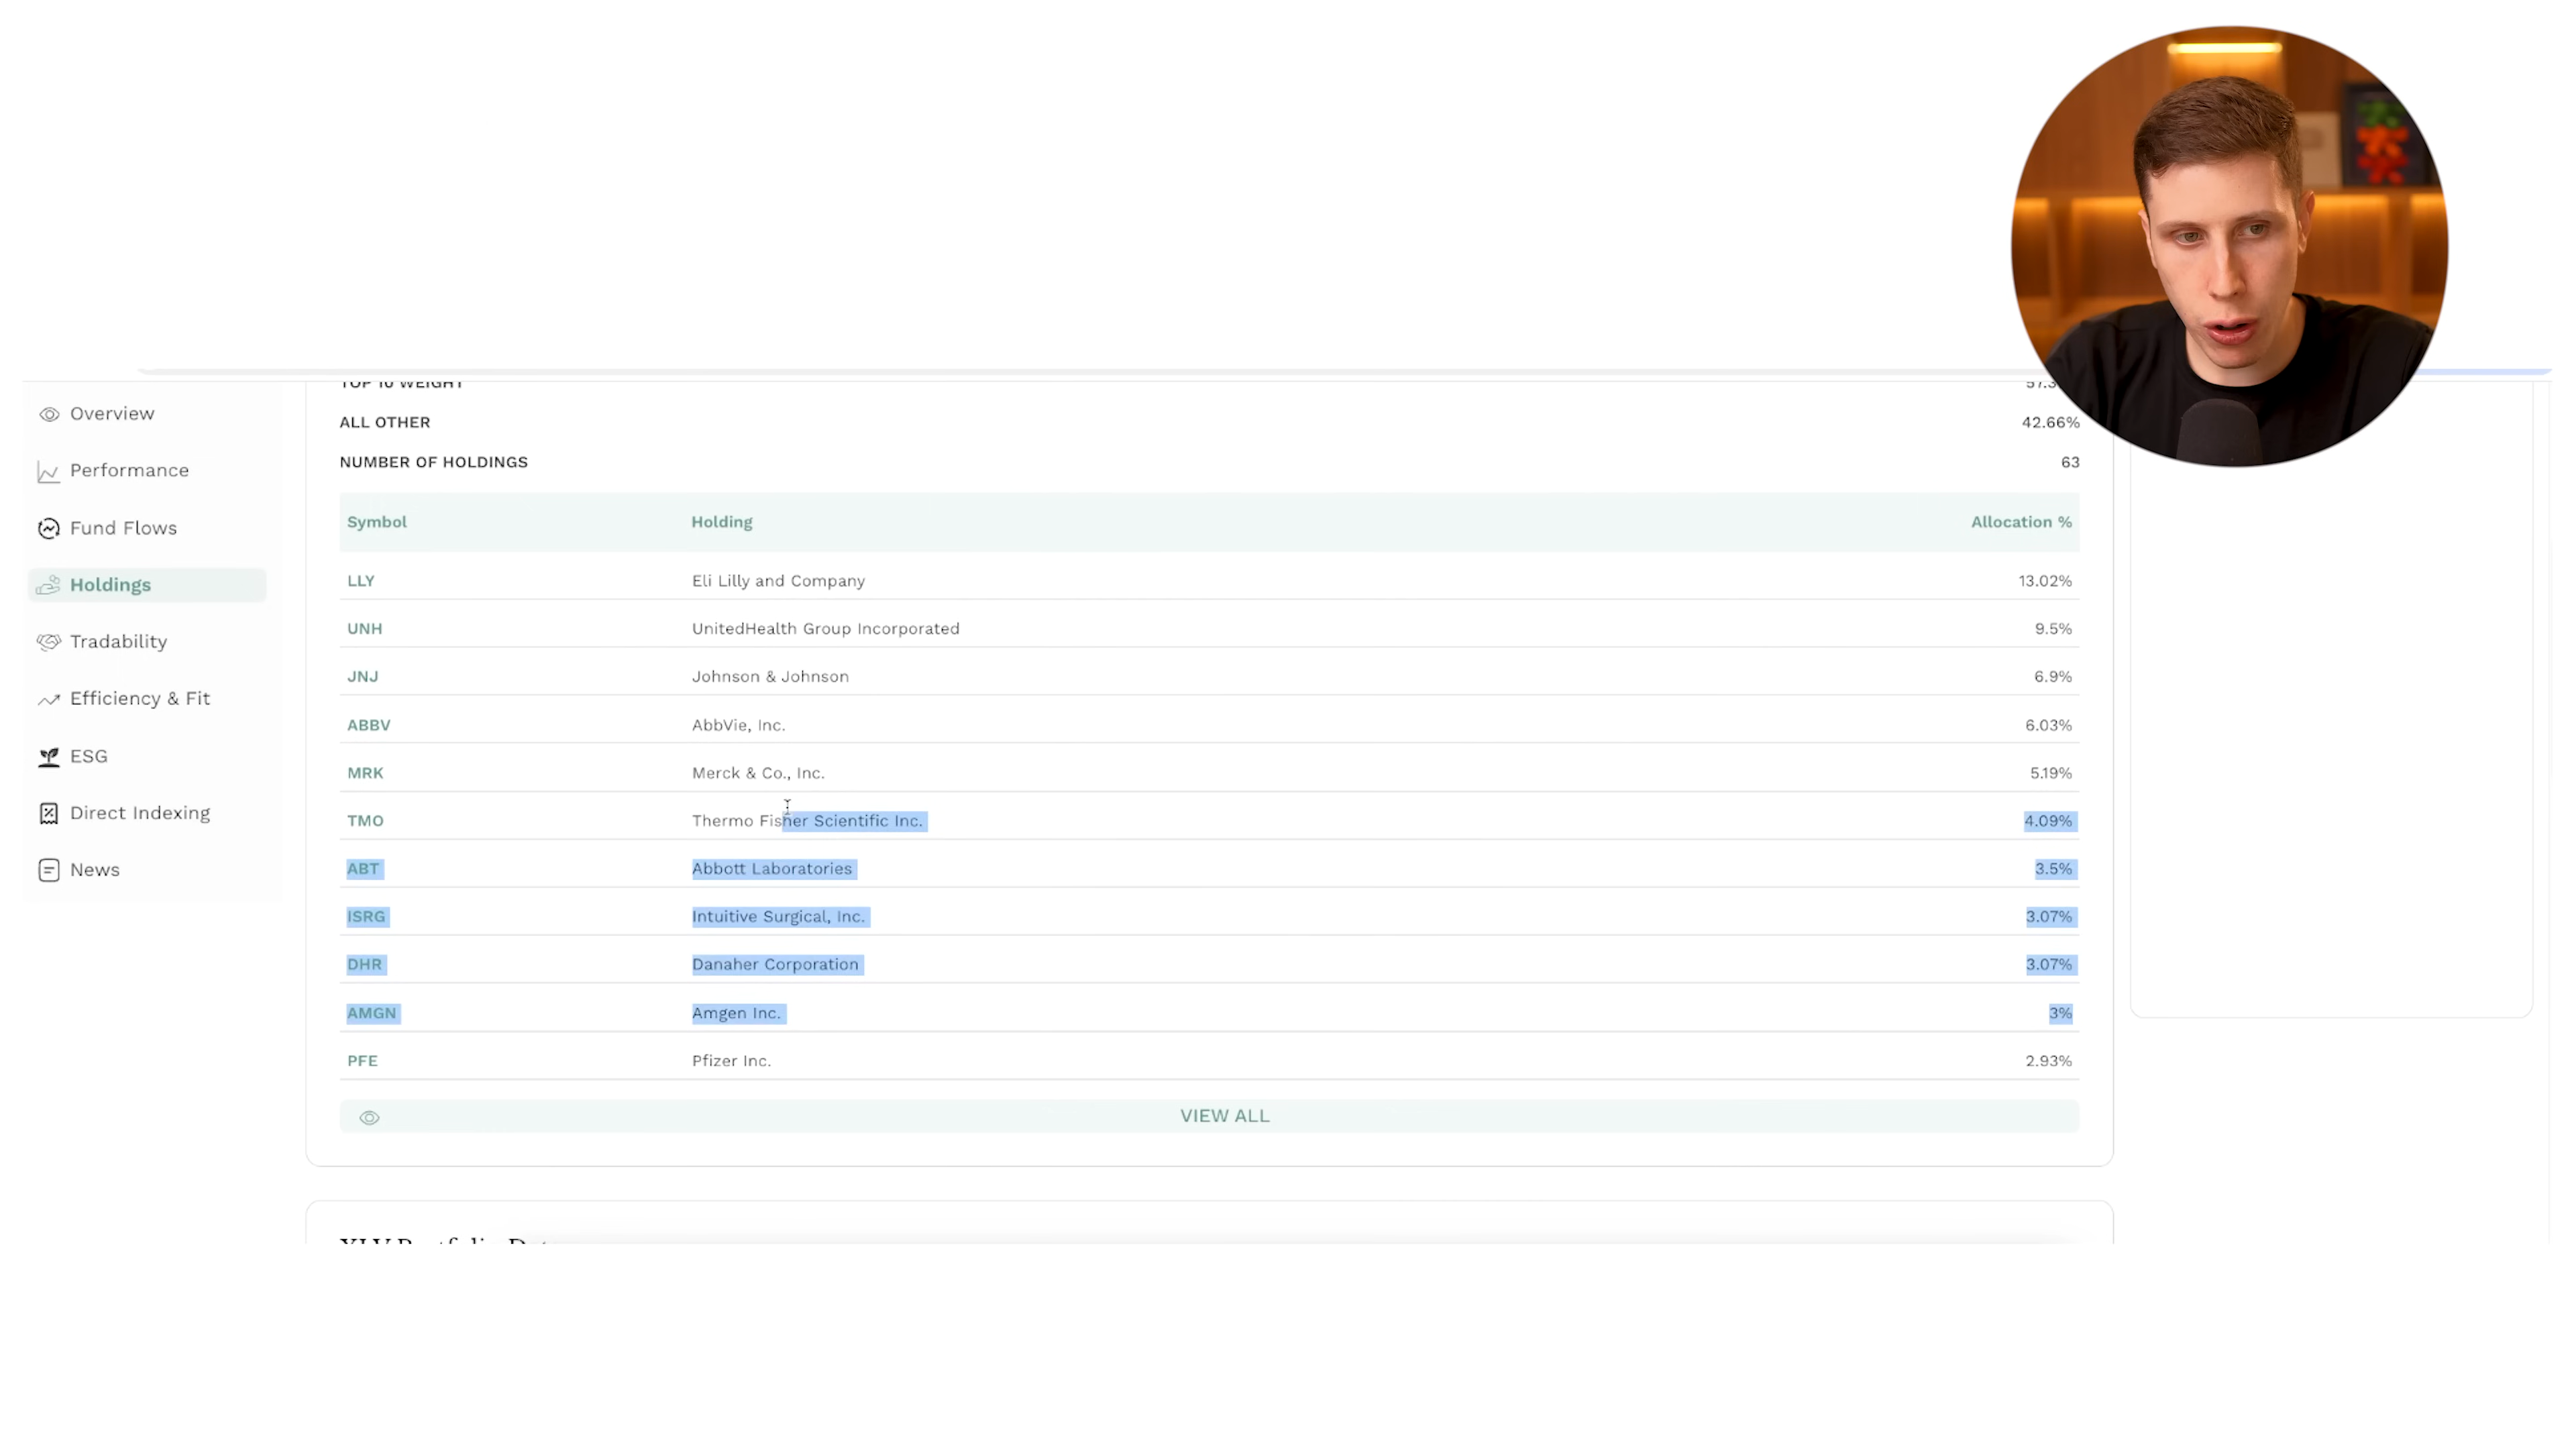 TOP 10 WEIGHT
ALL OTHER 42.66%
NUMBER OF HOLDINGS 63
Overview
Performance
Fund Flows
Holdings
Tradability
Efficiency & Fit
ESG
Direct Indexing
News
Symbol Holding Allocation %
LLY Eli Lilly and Company 13.02%
UNH UnitedHealth Group Incorporated 9.5%
JNJ Johnson & Johnson 6.9%
ABBV AbbVie, Inc. 6.03%
MRK Merck & Co., Inc. 5.19%
TMO Thermo Fisher Scientific Inc. 4.09%
ABT Abbott Laboratories 3.5%
ISRG Intuitive Surgical, Inc. 3.07%
DHR Danaher Corporation 3.07%
AMGN Amgen Inc. 3%
PFE Pfizer Inc. 2.93%
VIEW ALL